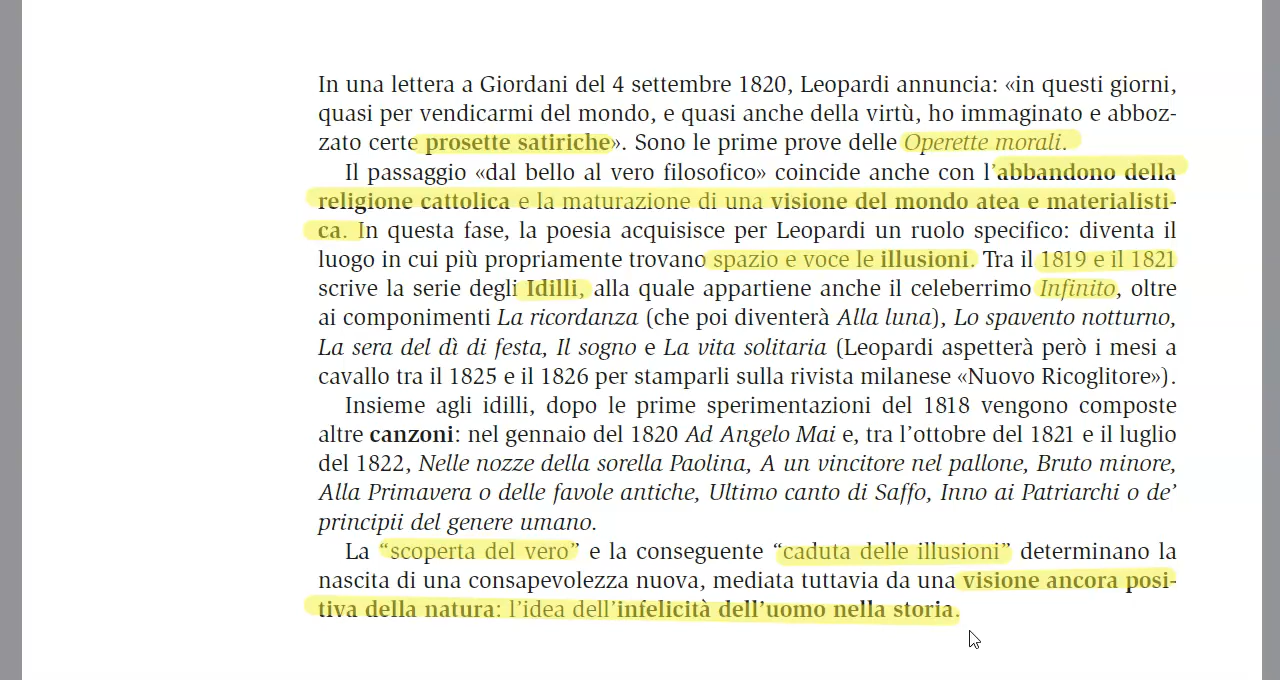 In una lettera a Giordani del 4 settembre 1820, Leopardi annuncia: «in questi giorni,
quasi per vendicarmi del mondo, e quasi anche della virtù, ho immaginato e abboz-
zato certe prosette satiriche». Sono le prime prove delle Operette morali.
Il passaggio «dal bello al vero filosofico» coincide anche con l’abbandono della
religione cattolica e la maturazione di una visione del mondo atea e materialisti-
ca. In questa fase, la poesia acquisisce per Leopardi un ruolo specifico: diventa il
luogo in cui più propriamente trovano spazio e voce le illusioni. Tra il 1819 e il 1821
scrive la serie degli Idilli, alla quale appartiene anche il celeberrimo Infinito, oltre
ai componimenti La ricordanza (che poi diventerà Alla luna), Lo spavento notturno,
La sera del dì di festa, Il sogno e La vita solitaria (Leopardi aspetterà però i mesi a
cavallo tra il 1825 e il 1826 per stamparli sulla rivista milanese «Nuovo Ricoglitore»).
Insieme agli idilli, dopo le prime sperimentazioni del 1818 vengono composte
altre canzoni: nel gennaio del 1820 Ad Angelo Mai e, tra l’ottobre del 1821 e il luglio
del 1822, Nelle nozze della sorella Paolina, A un vincitore nel pallone, Bruto minore,
Alla Primavera o delle favole antiche, Ultimo canto di Saffo, Inno ai Patriarchi o de’
principii del genere umano.
La “scoperta del vero” e la conseguente “caduta delle illusioni” determinano la
nascita di una consapevolezza nuova, mediata tuttavia da una visione ancora posi-
tiva della natura: l’idea dell’infelicità dell’uomo nella storia.